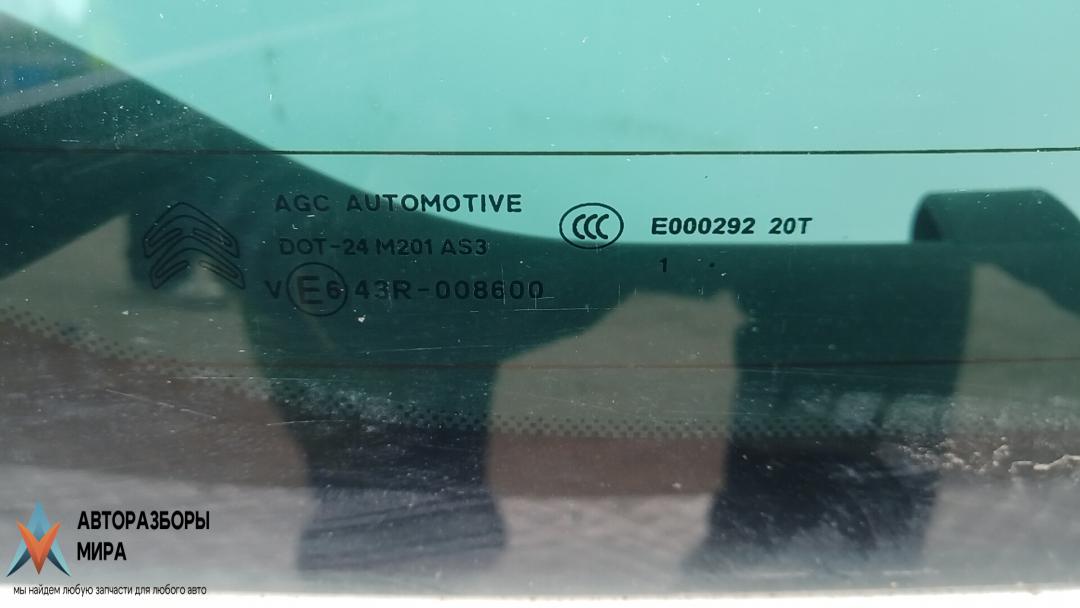 AGC AUTOMOTIVE
DOT-24 M201 AS3
V E6 43R-008600
CCC E000292 20T
1 .
АВТОРАЗБОРЫ
МИРА
мы найдем любую запчасти для любого авто